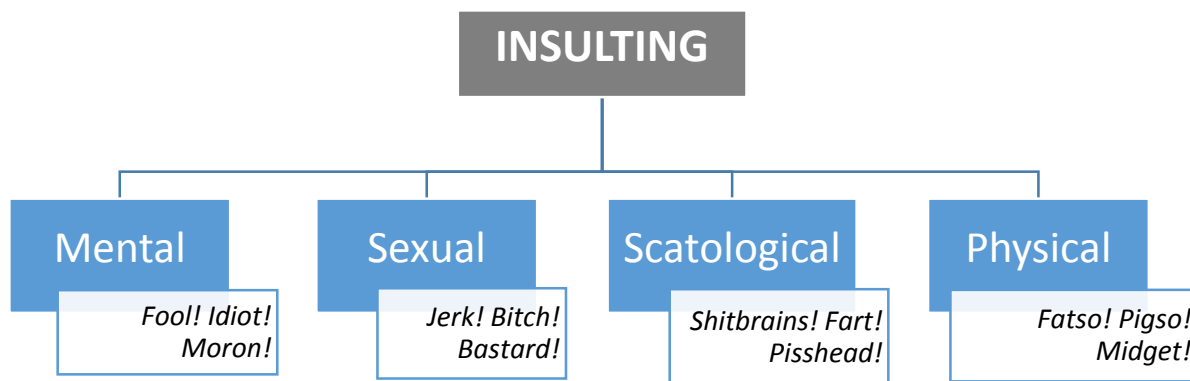 INSULTING
Mental
Fool! Idiot!
Moron!
Sexual
Jerk! Bitch!
Bastard!
Scatological
Shitbrains! Fart!
Pisshead!
Physical
Fatso! Pigso!
Midget!